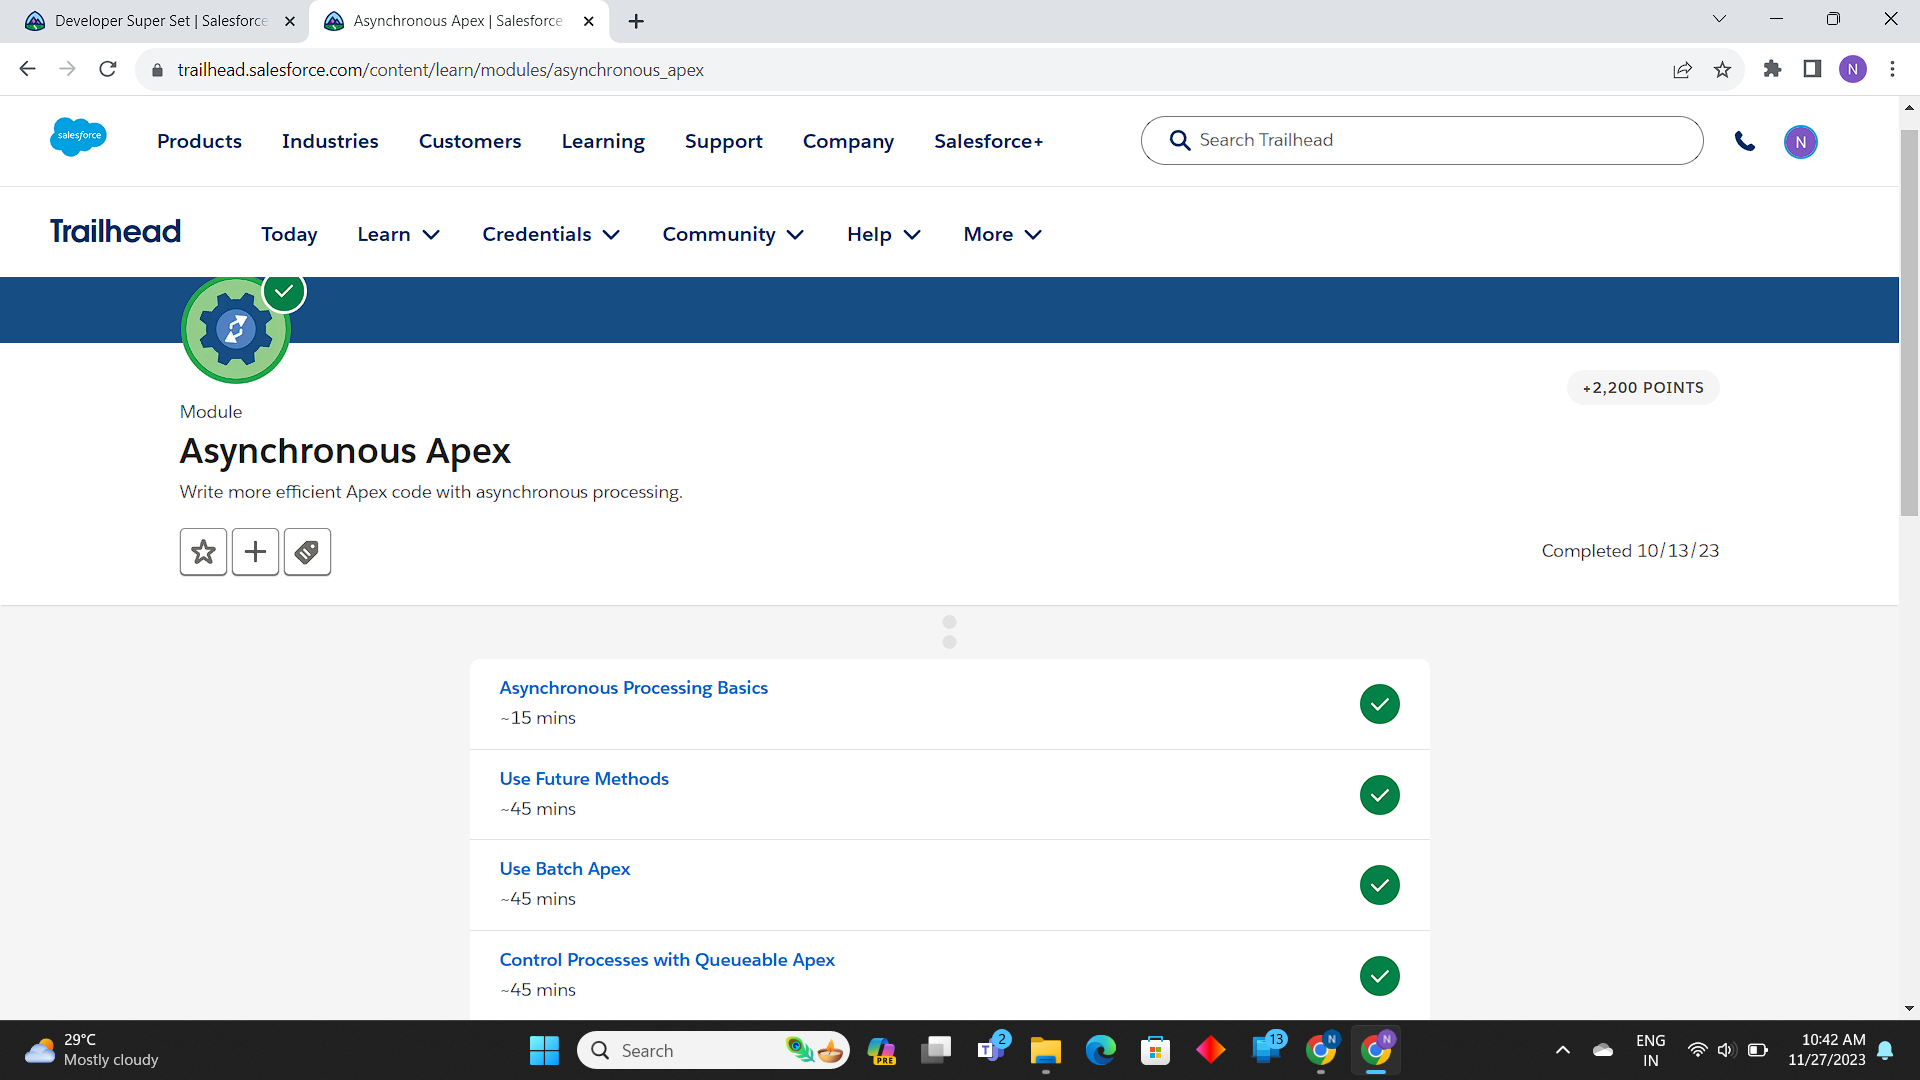 Developer Super Set | Salesforce
Asynchronous Apex | Salesforce
trailhead.salesforce.com/content/learn/modules/asynchronous_apex
N
salesforce
Products Industries Customers Learning Support Company Salesforce+
Search Trailhead
N
Trailhead
Today Learn Credentials Community Help More
+2,200 POINTS
Module
Asynchronous Apex
Write more efficient Apex code with asynchronous processing.
Completed 10/13/23
Asynchronous Processing Basics
~15 mins
Use Future Methods
~45 mins
Use Batch Apex
~45 mins
Control Processes with Queueable Apex
~45 mins
29°C
Mostly cloudy
Search
PRE
T
2
13
N
N
ENG
IN
10:42 AM
11/27/2023